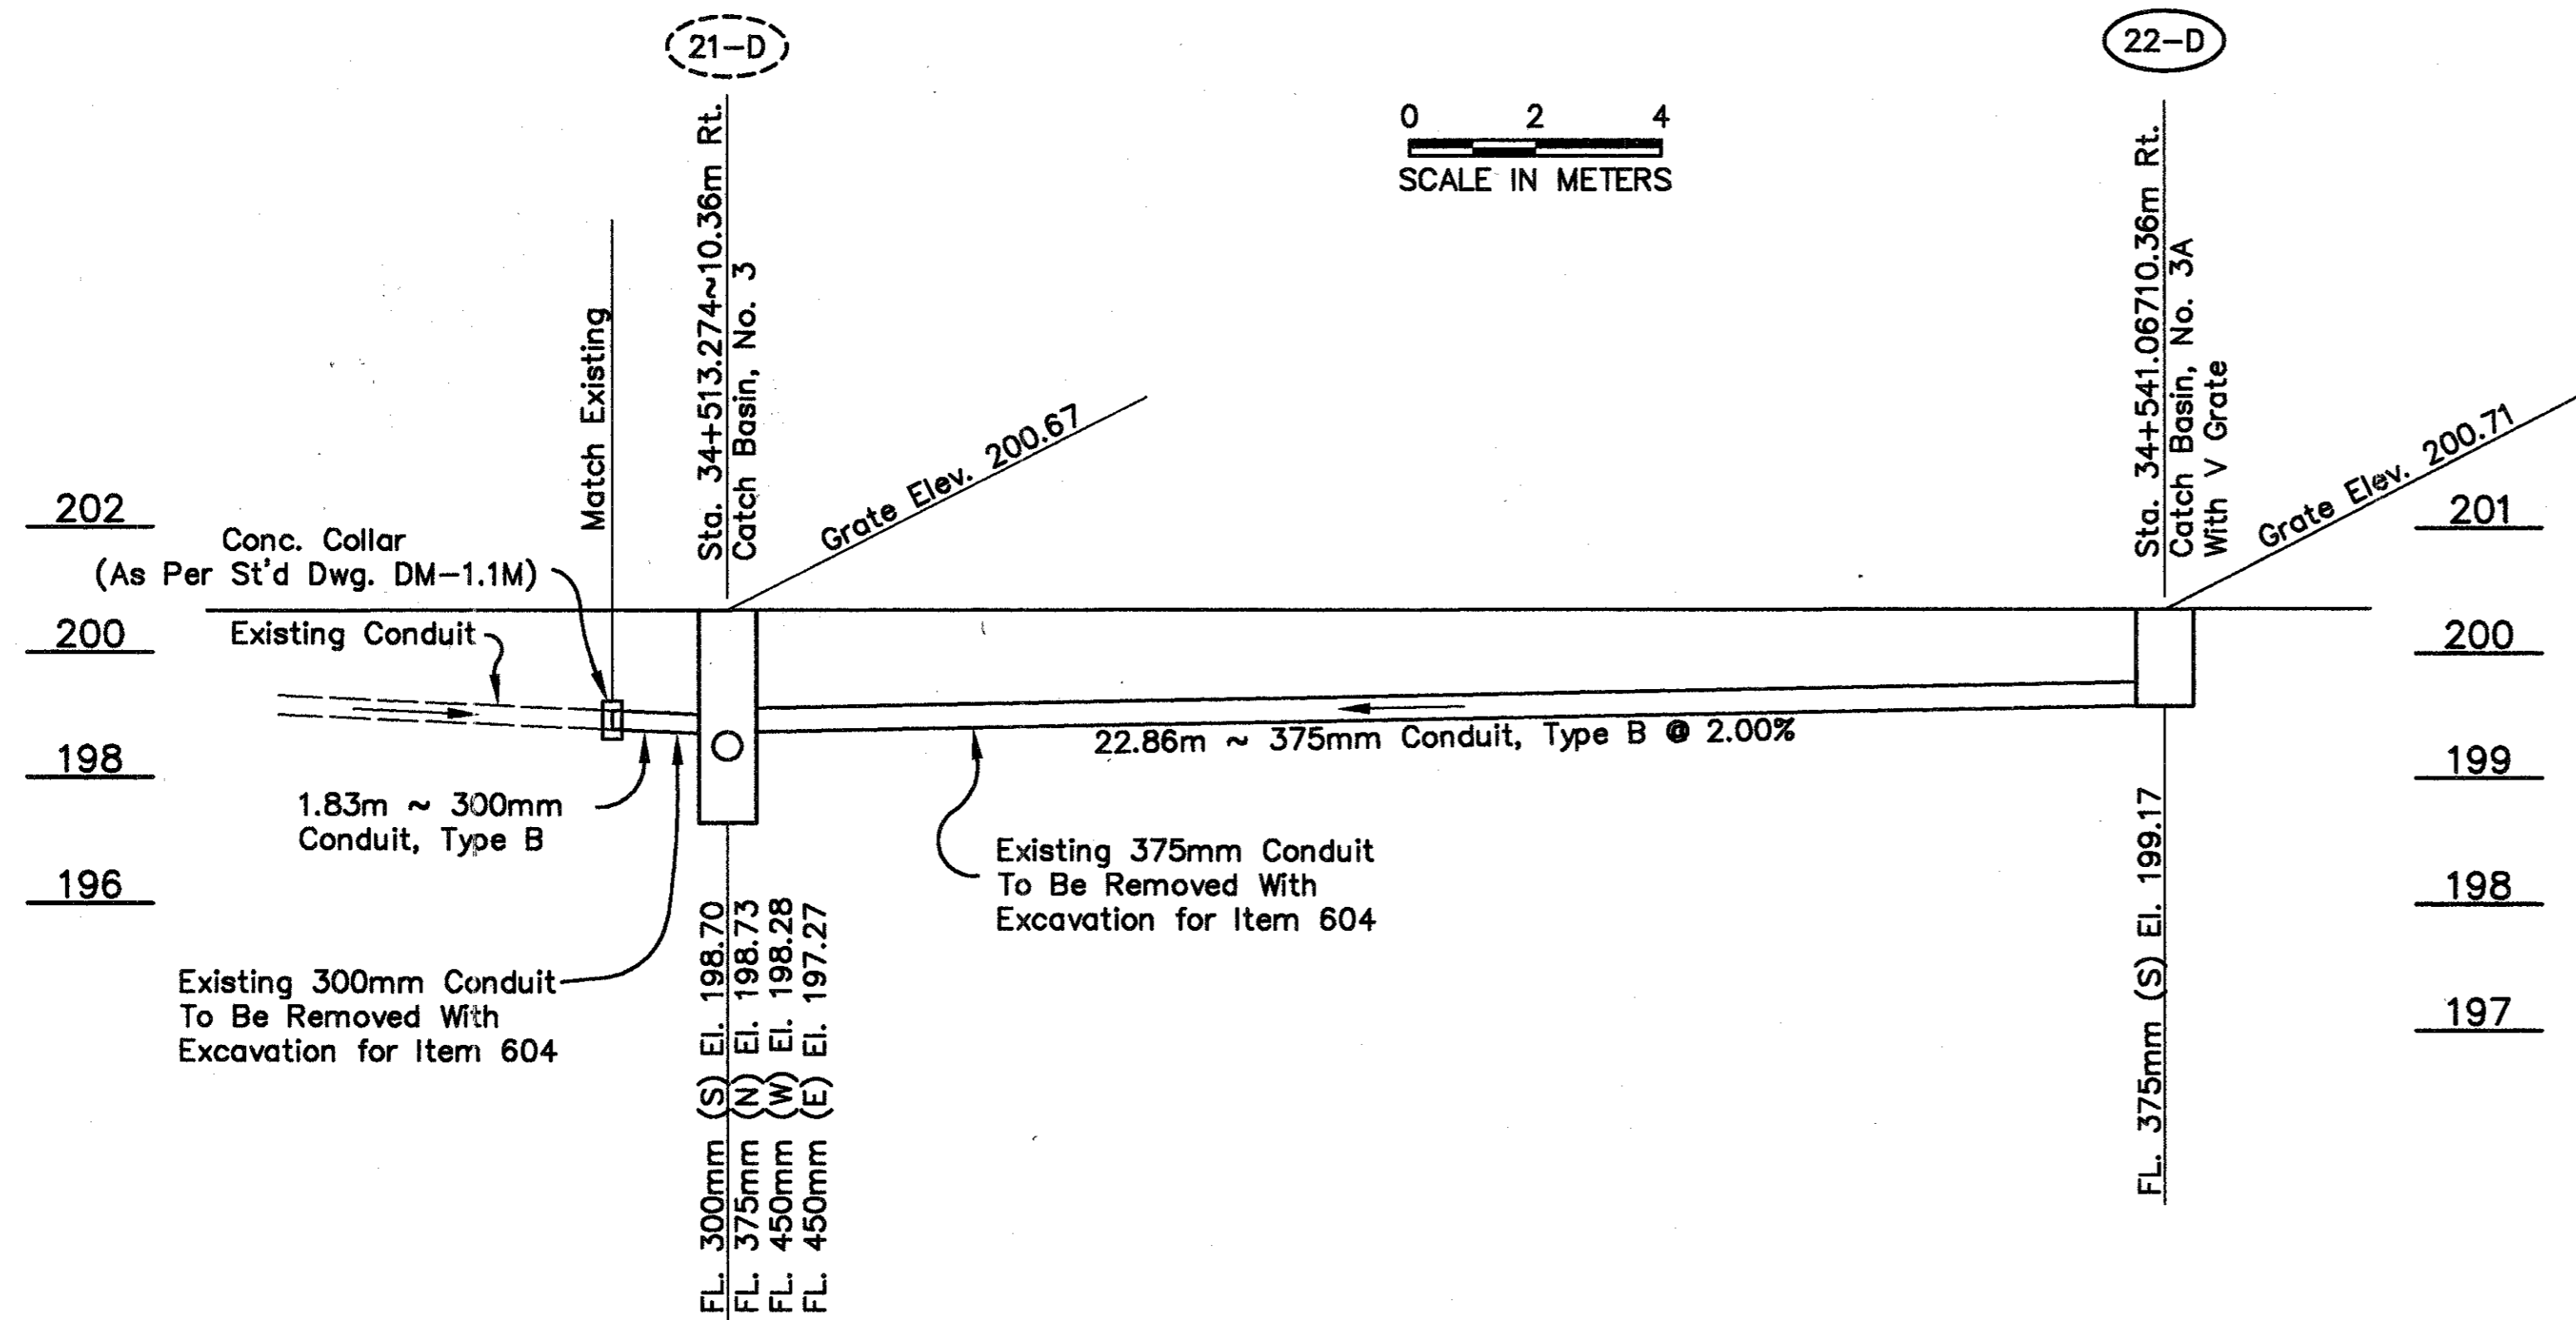 21-D
22-D
0 2 4
SCALE IN METERS
Match Existing
Sta. 34+513.274~10.36m Rt.
Catch Basin, No. 3
Grate Elev. 200.67
Sta. 34+541.06710.36m Rt.
Catch Basin, No. 3A
With V Grate
Grate Elev. 200.71
202
200
198
196
201
200
199
198
197
Conc. Collar
(As Per St'd Dwg. DM-1.1M)
Existing Conduit
1.83m ~ 300mm
Conduit, Type B
Existing 300mm Conduit
To Be Removed With
Excavation for Item 604
22.86m ~ 375mm Conduit, Type B @ 2.00%
Existing 375mm Conduit
To Be Removed With
Excavation for Item 604
FL. 300mm (S) El. 198.70
FL. 375mm (N) El. 198.73
FL. 450mm (W) El. 198.28
FL. 450mm (E) El. 197.27
FL. 375mm (S) El. 199.17